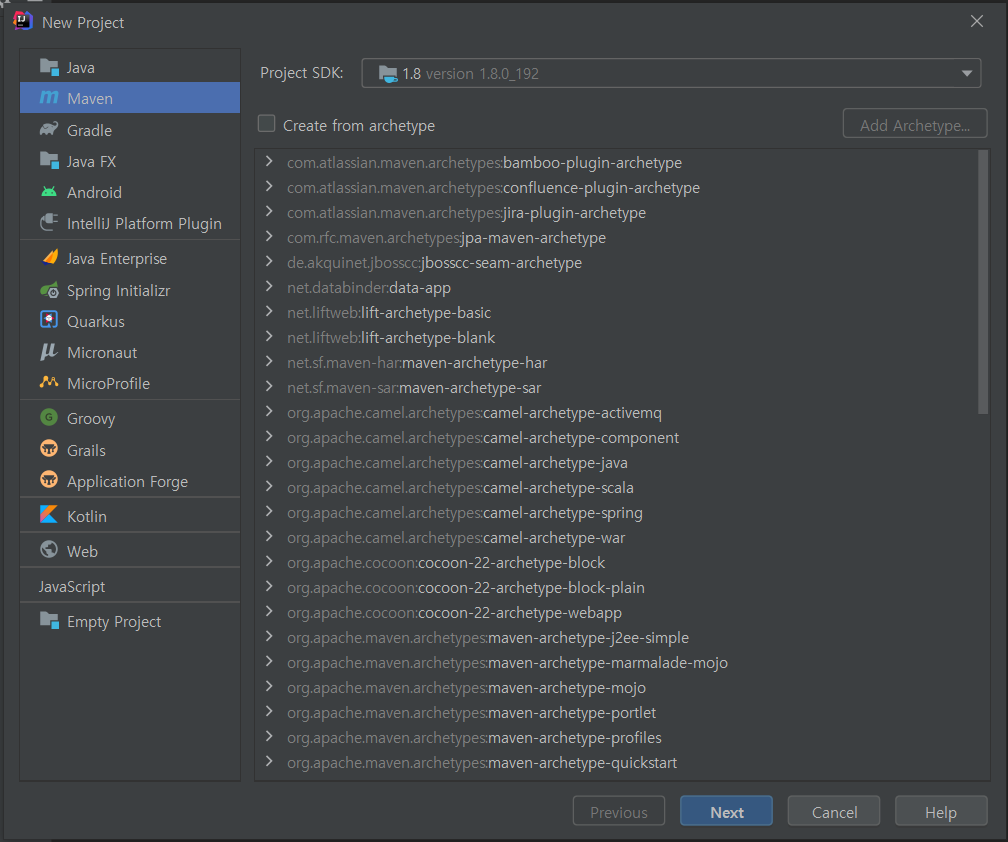 New Project
Java
Maven
Gradle
Java FX
Android
IntelliJ Platform Plugin
Java Enterprise
Spring Initializr
Quarkus
Micronaut
MicroProfile
Groovy
Grails
Application Forge
Kotlin
Web
JavaScript
Empty Project
Project SDK: 1.8 version 1.8.0_192
Create from archetype
Add Archetype...
com.atlassian.maven.archetypes:bamboo-plugin-archetype
com.atlassian.maven.archetypes:confluence-plugin-archetype
com.atlassian.maven.archetypes:jira-plugin-archetype
com.rfc.maven.archetypes:jpa-maven-archetype
de.akquinet.jbosscc:jbosscc-seam-archetype
net.databinder:data-app
net.liftweb:lift-archetype-basic
net.liftweb:lift-archetype-blank
net.sf.maven-har:maven-archetype-har
net.sf.maven-sar:maven-archetype-sar
org.apache.camel.archetypes:camel-archetype-activemq
org.apache.camel.archetypes:camel-archetype-component
org.apache.camel.archetypes:camel-archetype-java
org.apache.camel.archetypes:camel-archetype-scala
org.apache.camel.archetypes:camel-archetype-spring
org.apache.camel.archetypes:camel-archetype-war
org.apache.cocoon:cocoon-22-archetype-block
org.apache.cocoon:cocoon-22-archetype-block-plain
org.apache.cocoon:cocoon-22-archetype-webapp
org.apache.maven.archetypes:maven-archetype-j2ee-simple
org.apache.maven.archetypes:maven-archetype-marmalade-mojo
org.apache.maven.archetypes:maven-archetype-mojo
org.apache.maven.archetypes:maven-archetype-portlet
org.apache.maven.archetypes:maven-archetype-profiles
org.apache.maven.archetypes:maven-archetype-quickstart
Previous
Next
Cancel
Help